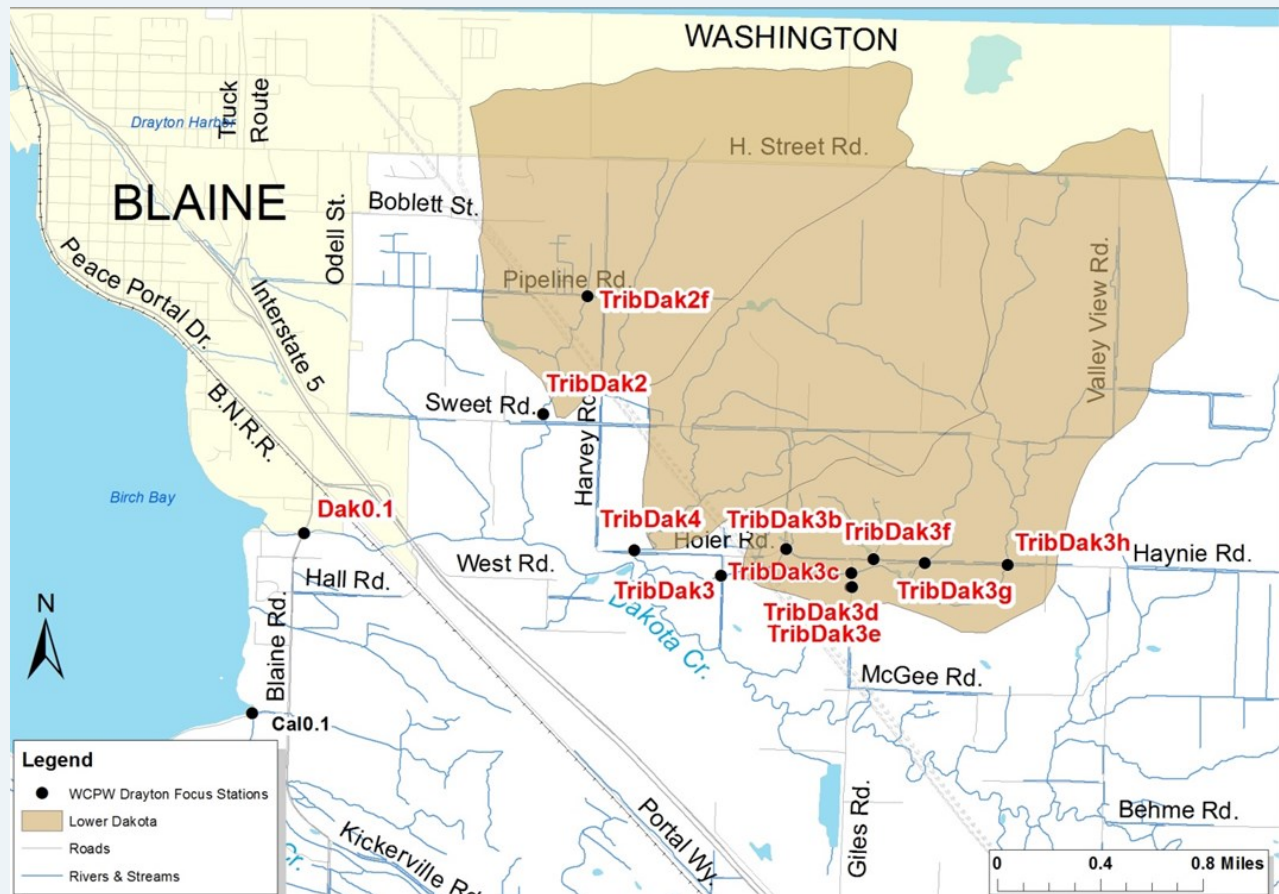 WASHINGTON
Truck
Route
Drayton Harbor
H. Street Rd.
BLAINE
Boblett St.
Odell St.
Peace Portal Dr.
Interstate 5
Pipeline Rd.
TribDak2f
Valley View Rd.
TribDak2
Sweet Rd.
B.N.R.R.
Harvey Rd
Birch Bay
Dak0.1
TribDak4
TribDak3b
TribDak3f
Hoier Rd.
TribDak3h
Haynie Rd.
West Rd.
Hall Rd.
TribDak3
TribDak3c
TribDak3g
Dakota Cr.
TribDak3d
TribDak3e
N
Blaine Rd.
McGee Rd.
Cal0.1
Legend
WCPW Drayton Focus Stations
Lower Dakota
Roads
Rivers & Streams
Cr.
Kickerville Rd
Portal Wy.
Giles Rd.
Behme Rd.
0 0.4 0.8 Miles